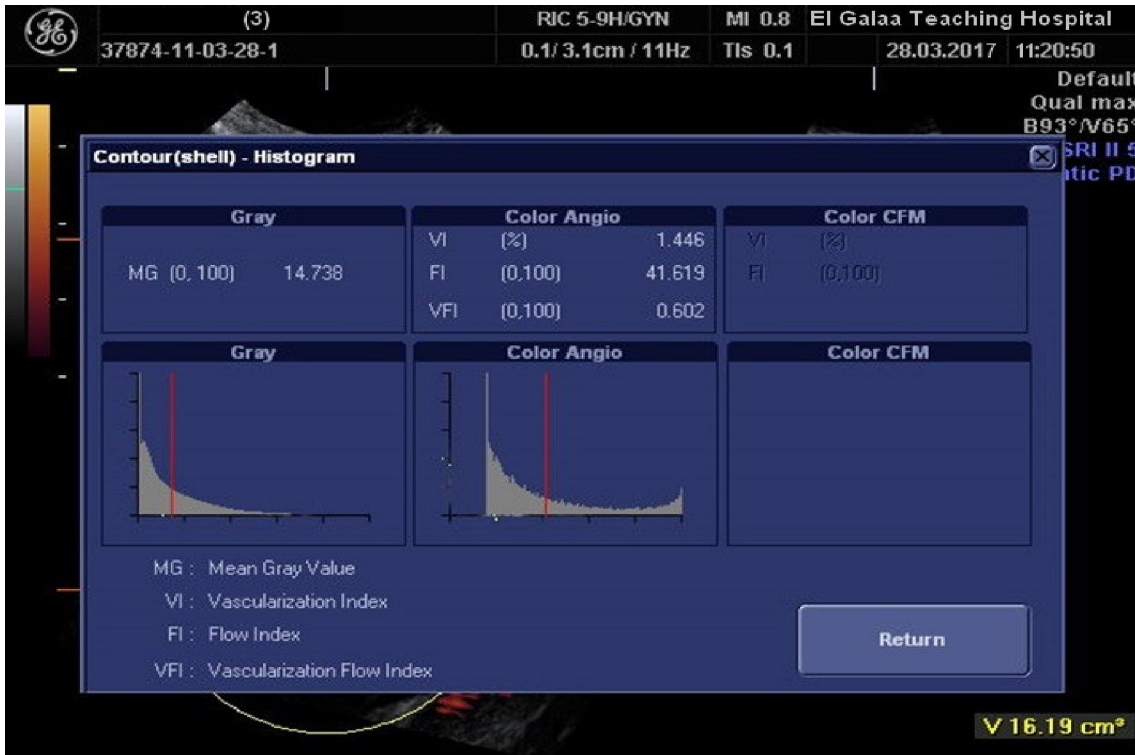 (3) RIC 5-9H/GYN MI 0.8 El Galaa Teaching Hospital
37874-11-03-28-1 0.1/ 3.1cm / 11Hz TIs 0.1 28.03.2017 11:20:50
Default
Qual max
B93°/V65°
SRI II 5
PD
Contour(shell) - Histogram
Gray Color Angio Color CFM
VI (%) 1.446 VI (%)
MG (0, 100) 14.738 FI (0,100) 41.619 FI (0,100)
VFI (0,100) 0.602
Gray Color Angio Color CFM
MG : Mean Gray Value
VI : Vascularization Index
FI : Flow Index
VFI : Vascularization Flow Index
Return
V 16.19 cm³